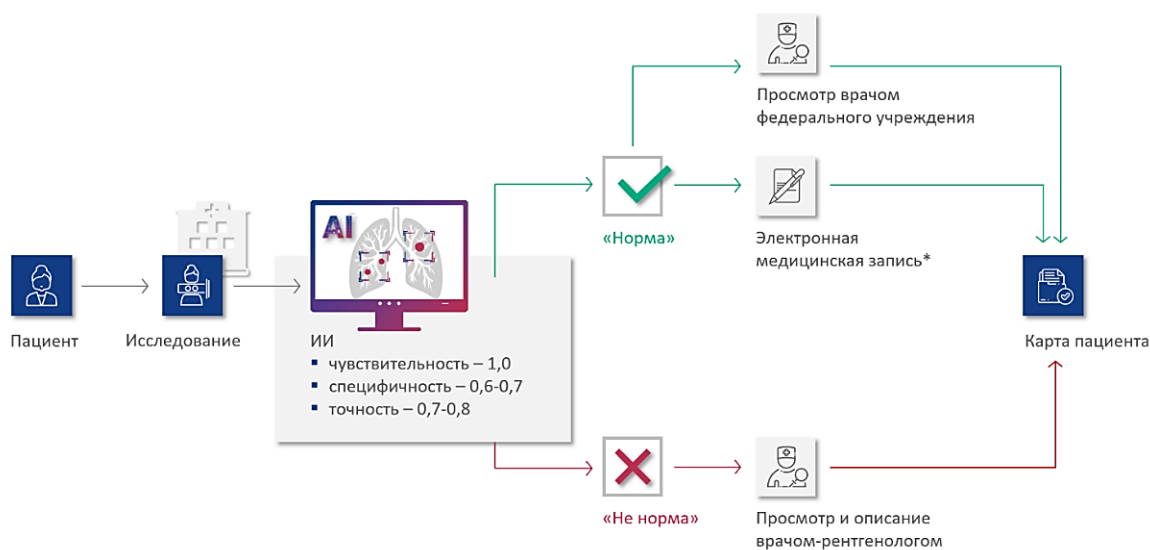 Просмотр врачом
федерального учреждения
«Норма»
Электронная
медицинская запись*
AI
Пациент
Исследование
ИИ
▪ чувствительность – 1,0
▪ специфичность – 0,6-0,7
▪ точность – 0,7-0,8
Карта пациента
«Не норма»
Просмотр и описание
врачом-рентгенологом